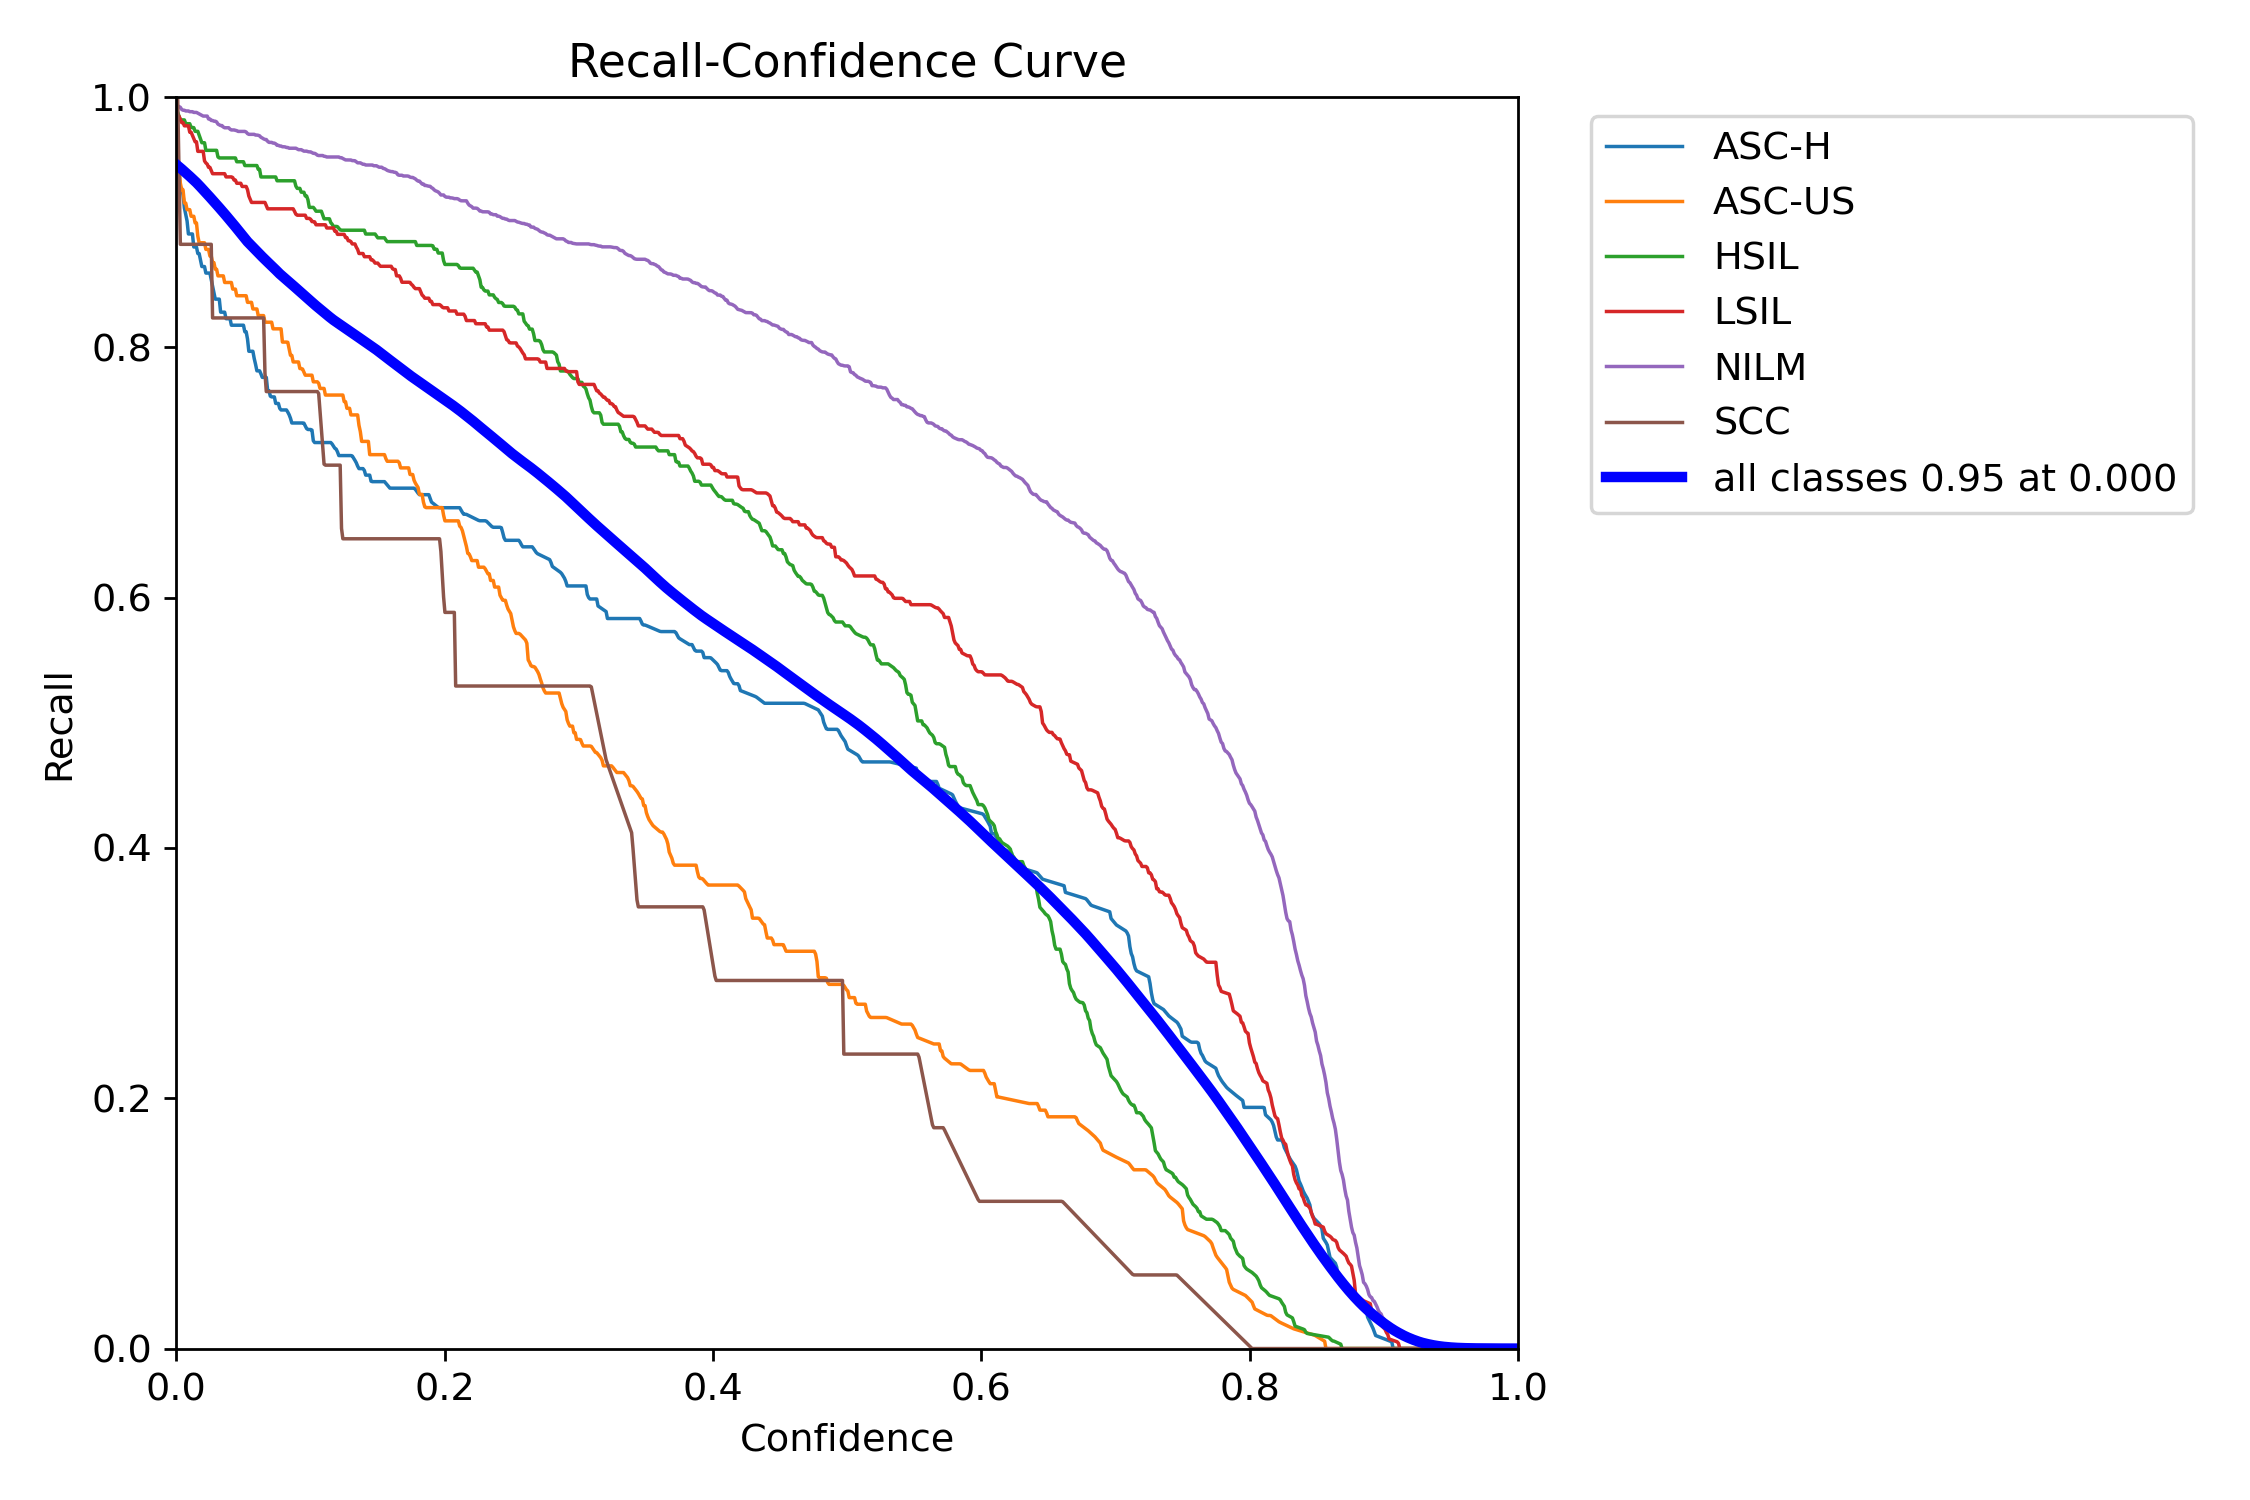 Recall-Confidence Curve
1.0
0.8
0.6
0.4
0.2
0.0
Recall
0.0 0.2 0.4 0.6 0.8 1.0
Confidence
ASC-H
ASC-US
HSIL
LSIL
NILM
SCC
all classes 0.95 at 0.000